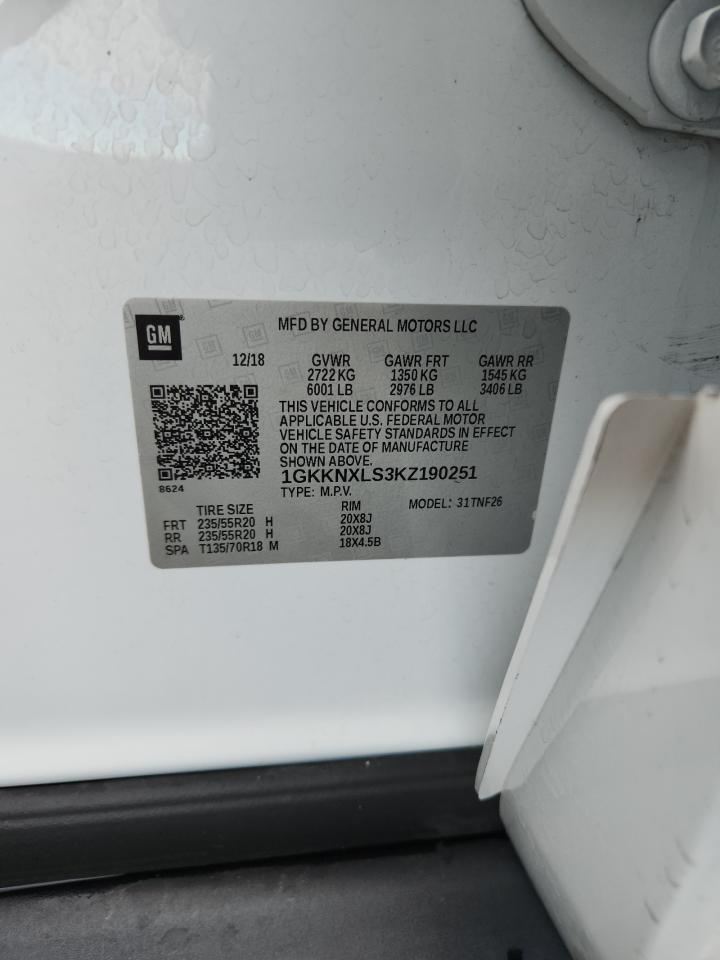 GM
MFD BY GENERAL MOTORS LLC
12/18 GVWR GAWR FRT GAWR RR
2722 KG 1350 KG 1545 KG
6001 LB 2976 LB 3406 LB
THIS VEHICLE CONFORMS TO ALL
APPLICABLE U.S. FEDERAL MOTOR
VEHICLE SAFETY STANDARDS IN EFFECT
ON THE DATE OF MANUFACTURE
SHOWN ABOVE.
1GKKNXLS3KZ190251
8624
TYPE: M.P.V. MODEL: 31TNF26
TIRE SIZE RIM
FRT 235/55R20 H 20X8J
RR 235/55R20 H 20X8J
SPA T135/70R18 M 18X4.5B